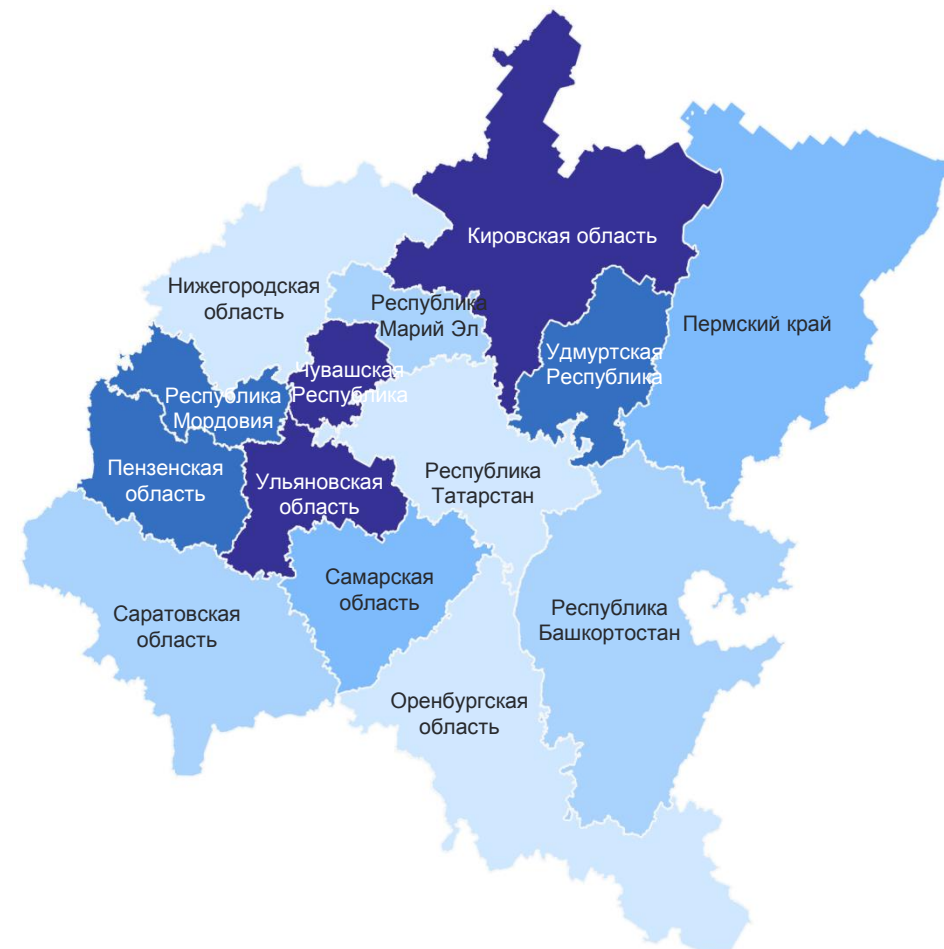 Кировская область
Нижегородская
область
Республика
Марий Эл
Пермский край
Удмуртская
Республика
Чувашская
Республика
Республика
Мордовия
Пензенская
область
Ульяновская
область
Республика
Татарстан
Самарская
область
Саратовская
область
Республика
Башкортостан
Оренбургская
область